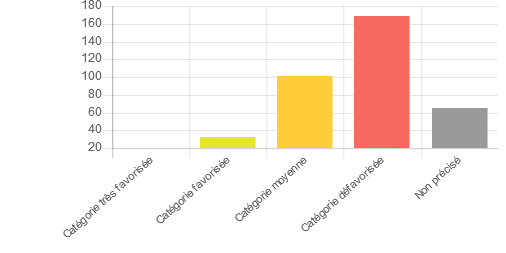 180
160
140
120
100
80
60
40
20
Catégorie très favorisée
Catégorie favorisée
Catégorie moyenne
Catégorie défavorisée
Non précisé